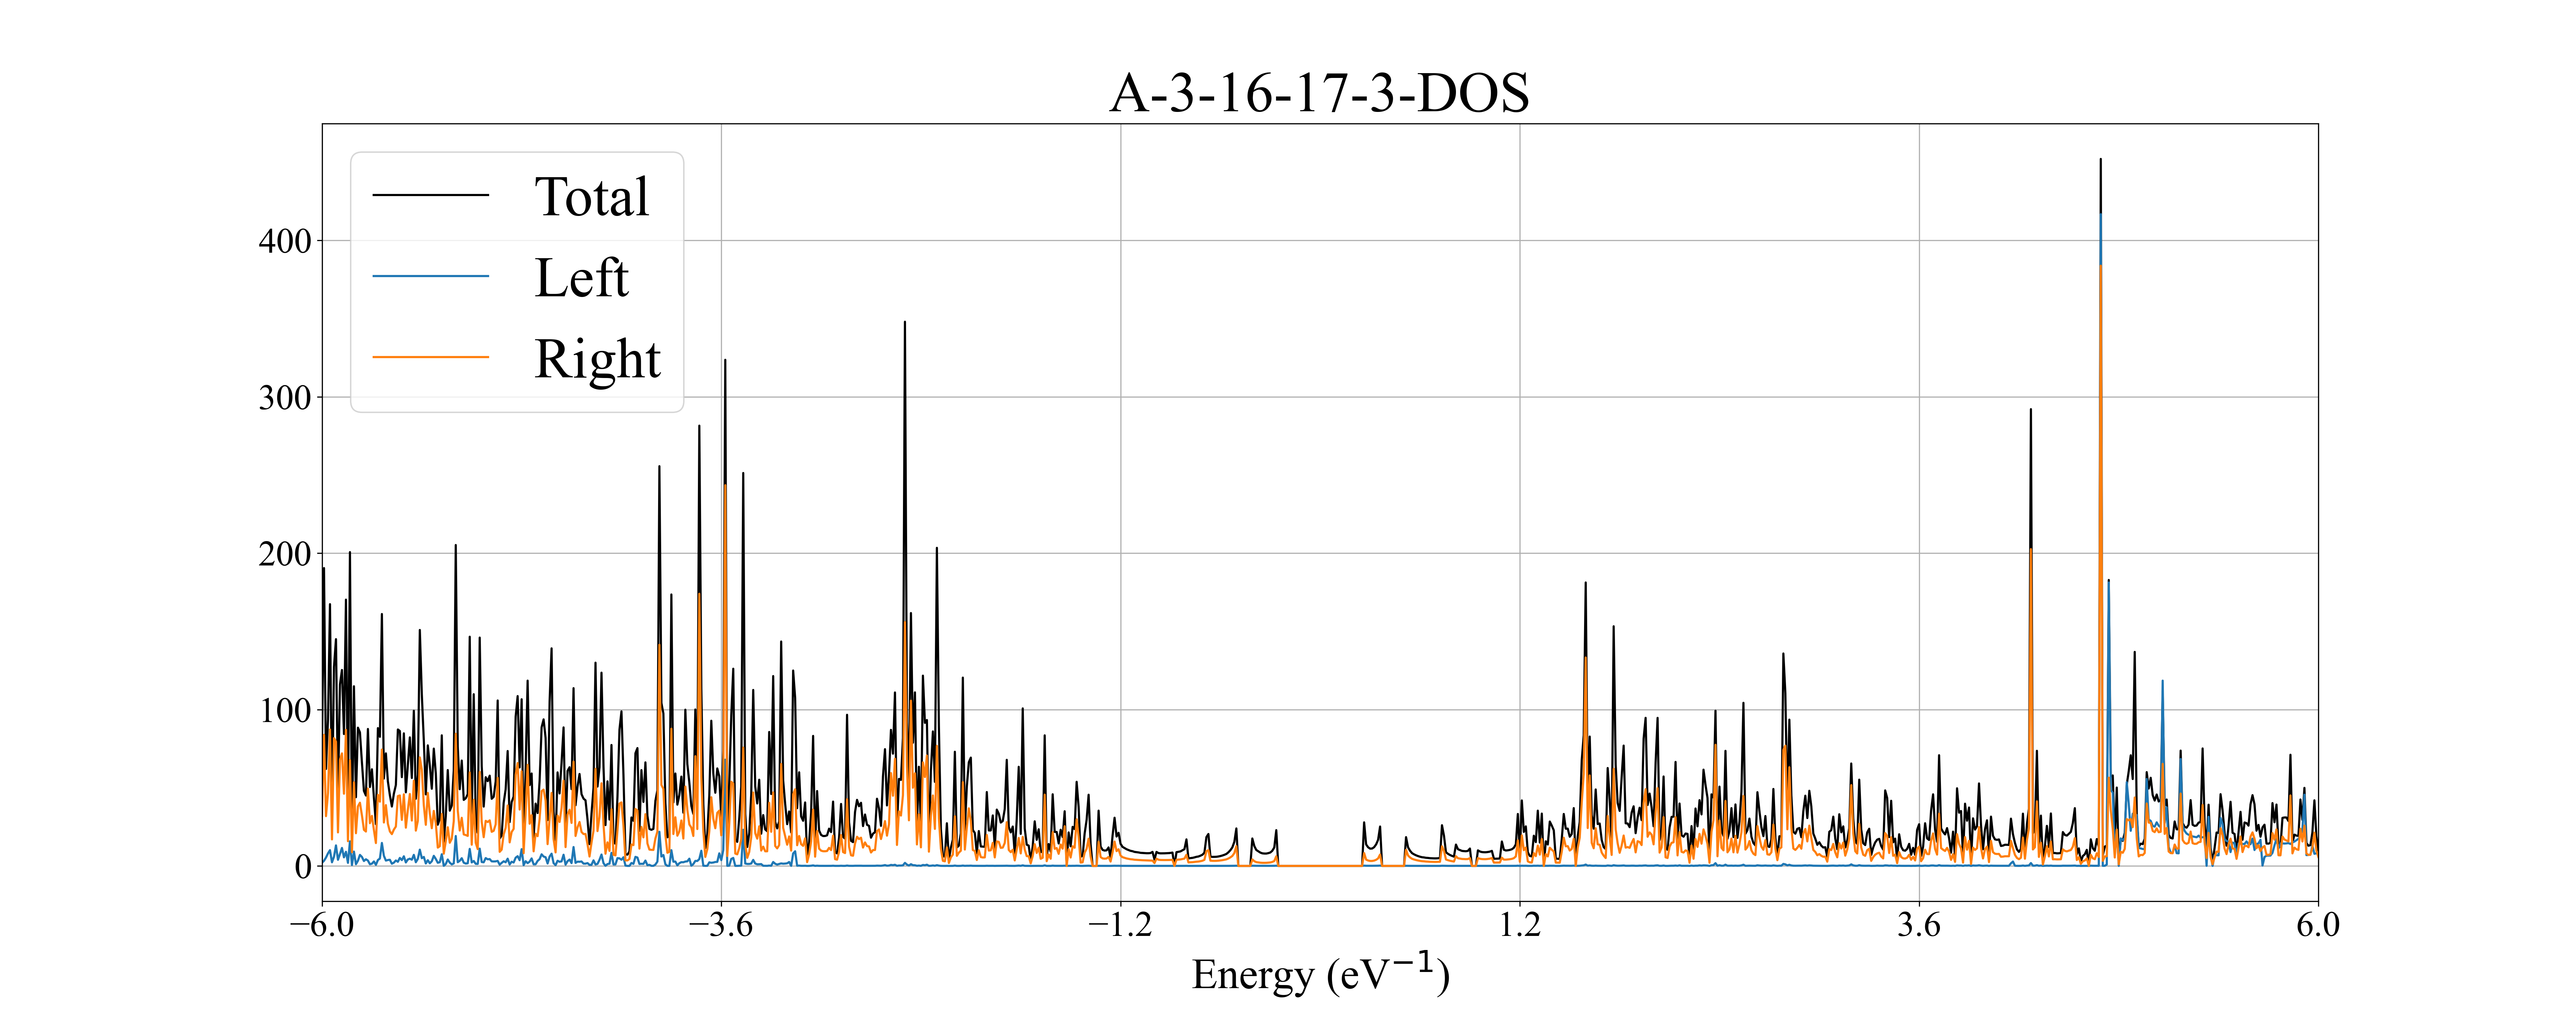 A-3-16-17-3-DOS
Total
Left
Right
400
300
200
100
0
−6.0 −3.6 −1.2 1.2 3.6 6.0
Energy (eV⁻¹)